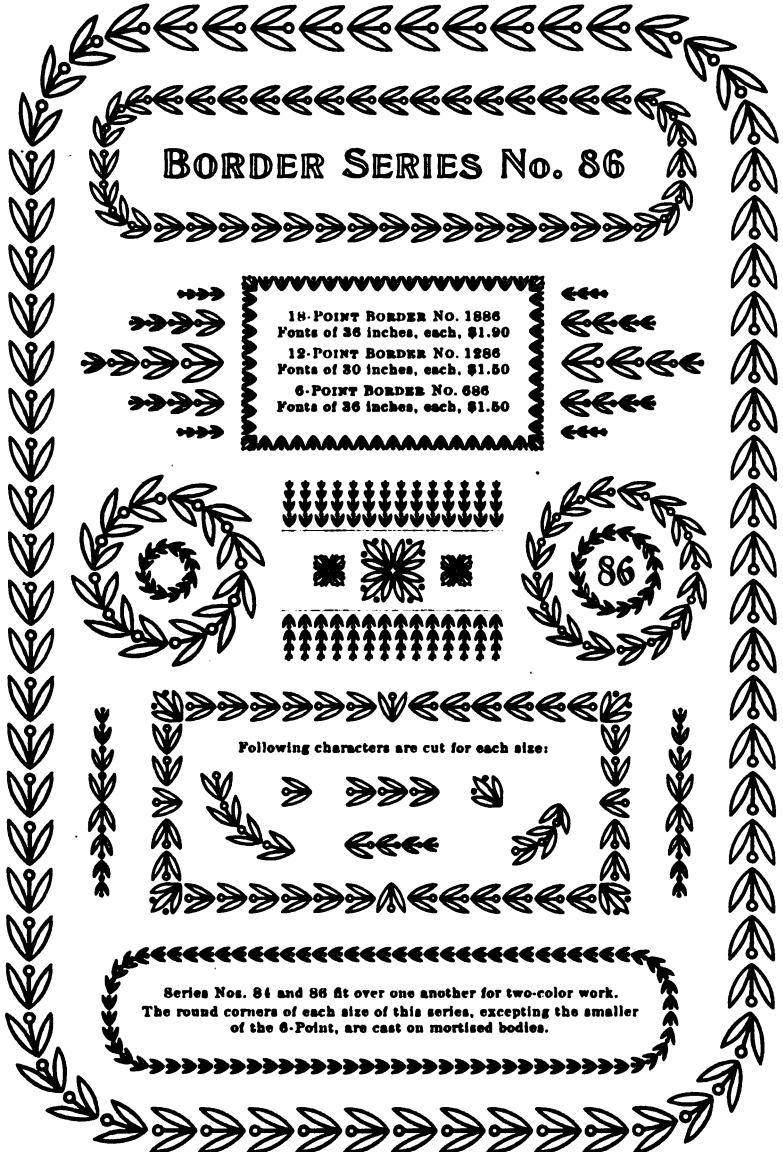 BORDER SERIES No. 86
18-POINT BORDER NO. 1886
Fonts of 36 inches, each, $1.90
12-POINT BORDER NO. 1286
Fonts of 30 inches, each, $1.50
6-POINT BORDER NO. 686
Fonts of 36 inches, each, $1.50
86
Following characters are cut for each size:
Series Nos. 84 and 86 fit over one another for two-color work.
The round corners of each size of this series, excepting the smaller
of the 6-Point, are cast on mortised bodies.